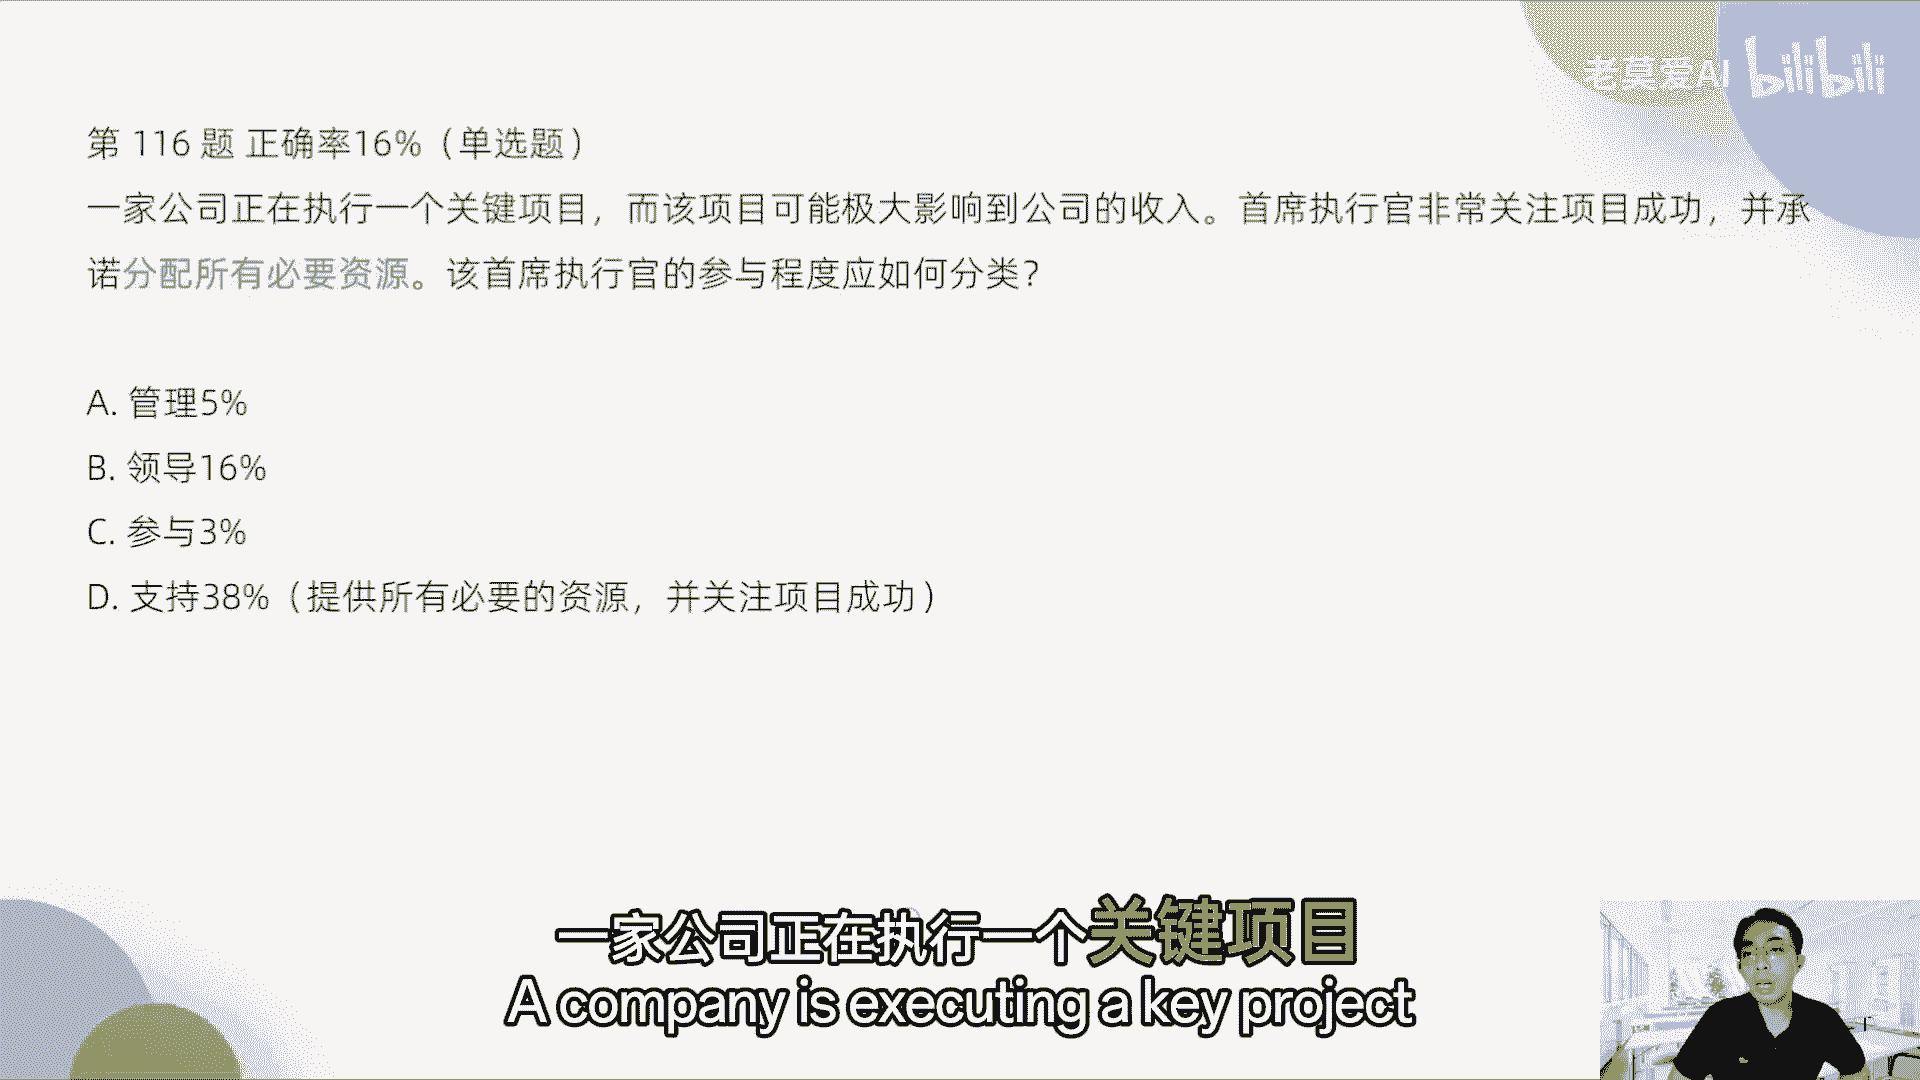 老莫爱AI bilibili
第 116 题 正确率16%（单选题）
一家公司正在执行一个关键项目，而该项目可能极大影响到公司的收入。首席执行官非常关注项目成功，并承
诺分配所有必要资源。该首席执行官的参与程度应如何分类？
A. 管理5%
B. 领导16%
C. 参与3%
D. 支持38%（提供所有必要的资源，并关注项目成功）
一家公司正在执行一个关键项目
A company is executing a key project